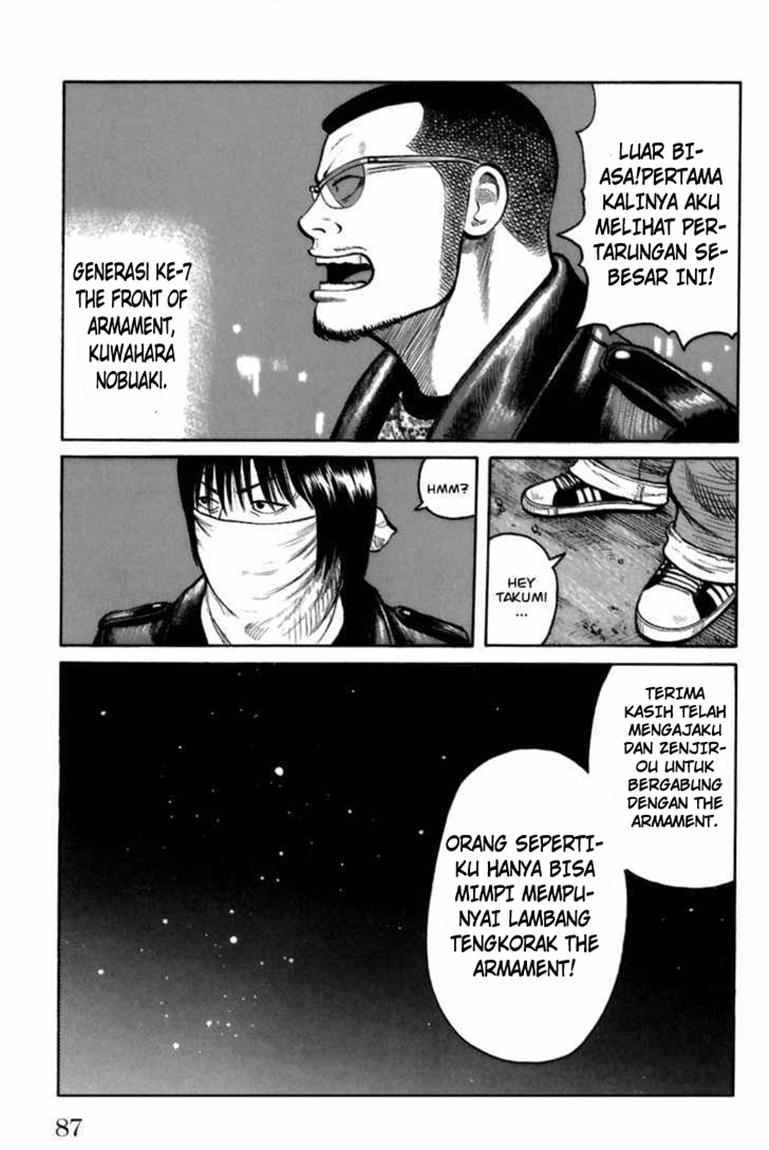 LUAR BI-
ASA!PERTAMA
KALINYA AKU
MELIHAT PER-
TARUNGAN SE-
BESAR INI!
GENERASI KE-7
THE FRONT OF
ARMAMENT,
KUWAHARA
NOBUAKI.
HEY
TAKUMI
...
HMM?
TERIMA
KASIH TELAH
MENGAJAKU
DAN ZENJIR-
OU UNTUK
BERGABUNG
DENGAN THE
ARMAMENT.
ORANG SEPERTI-
KU HANYA BISA
MIMPI MEMPU-
NYAI LAMBANG
TENGKORAK THE
ARMAMENT!
87